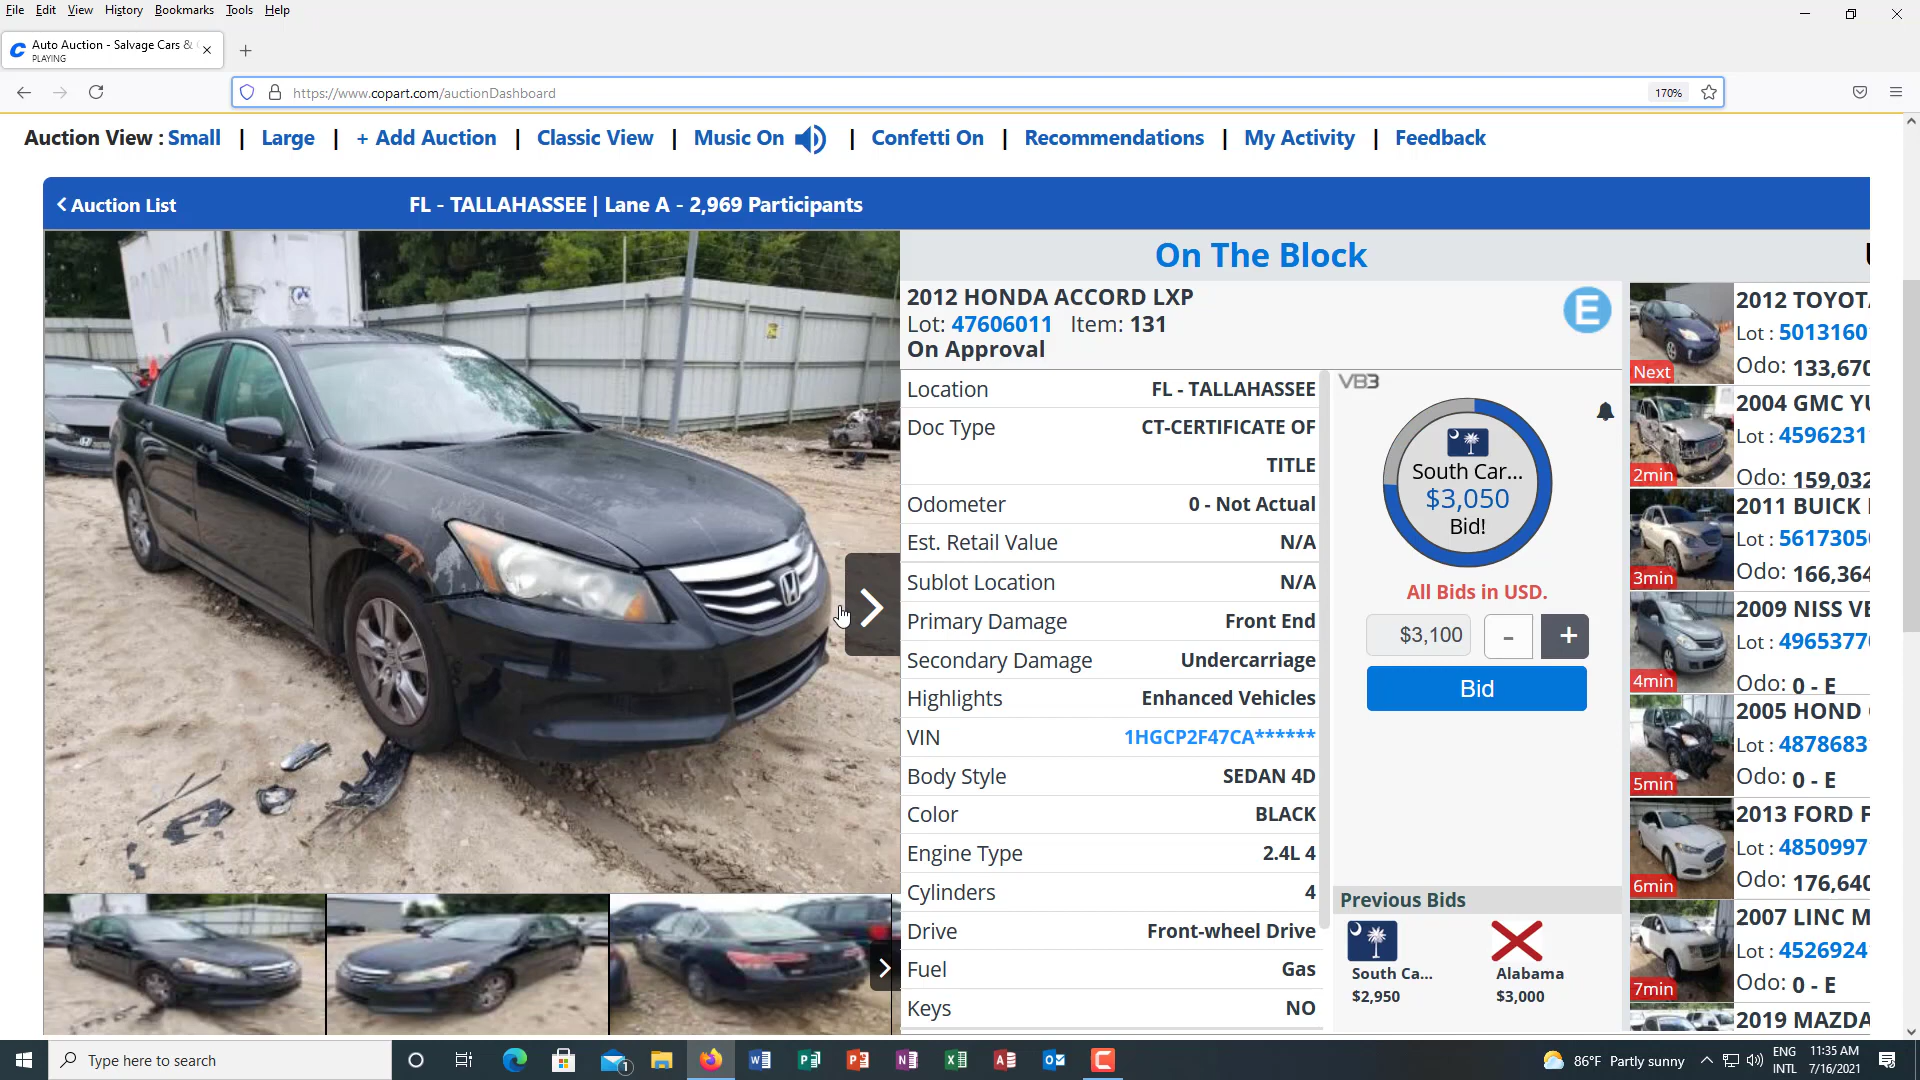 File Edit View History Bookmarks Tools Help
Auto Auction - Salvage Cars &
PLAYING
https://www.copart.com/auctionDashboard
170%
Auction View : Small | Large | + Add Auction | Classic View | Music On | Confetti On | Recommendations | My Activity | Feedback
Auction List
FL - TALLAHASSEE | Lane A - 2,969 Participants
On The Block
2012 HONDA ACCORD LXP
Lot: 47606011 Item: 131
On Approval
E
Location FL - TALLAHASSEE
Doc Type CT-CERTIFICATE OF
TITLE
Odometer 0 - Not Actual
Est. Retail Value N/A
Sublot Location N/A
Primary Damage Front End
Secondary Damage Undercarriage
Highlights Enhanced Vehicles
VIN 1HGCP2F47CA******
Body Style SEDAN 4D
Color BLACK
Engine Type 2.4L 4
Cylinders 4
Drive Front-wheel Drive
Fuel Gas
Keys NO
VB3
South Car...
$3,050
Bid!
All Bids in USD.
$3,100 - +
Bid
Previous Bids
South Ca...
$2,950
Alabama
$3,000
2012 TOYOT
Lot : 5013160
Odo: 133,670
Next
2004 GMC YU
Lot : 4596231
Odo: 159,032
2min
2011 BUICK
Lot : 5617305
Odo: 166,364
3min
2009 NISS VE
Lot : 4965377
Odo: 0 - E
4min
2005 HOND
Lot : 4878683
Odo: 0 - E
5min
2013 FORD F
Lot : 4850997
Odo: 176,640
6min
2007 LINC M
Lot : 4526924
Odo: 0 - E
7min
2019 MAZDA
Type here to search
1
86°F Partly sunny
ENG
INTL
11:35 AM
7/16/2021